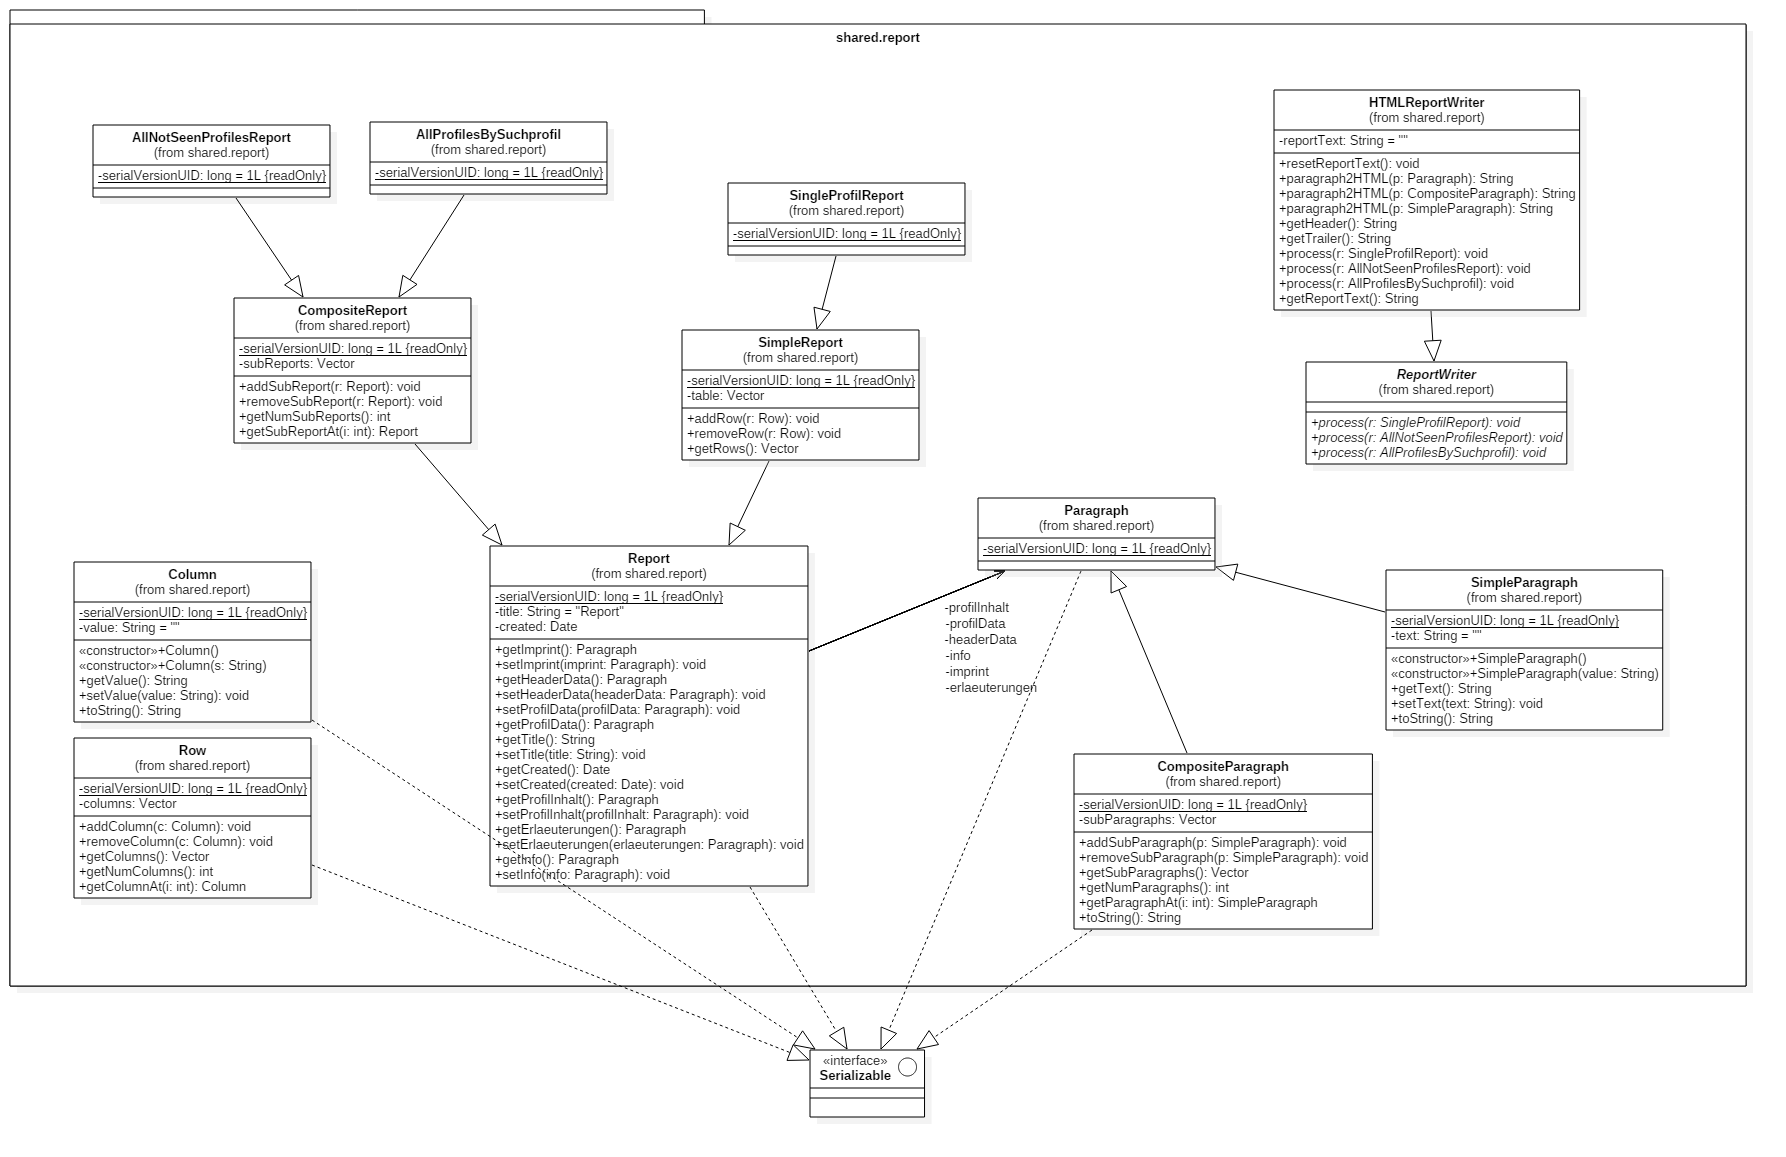 shared.report
AllNotSeenProfilesReport
(from shared.report)
-serialVersionUID: long = 1L {readOnly}
AllProfilesBySuchprofil
(from shared.report)
-serialVersionUID: long = 1L {readOnly}
SingleProfilReport
(from shared.report)
-serialVersionUID: long = 1L {readOnly}
HTMLReportWriter
(from shared.report)
-reportText: String = ""
+resetReportText(): void
+paragraph2HTML(p: Paragraph): String
+paragraph2HTML(p: CompositeParagraph): String
+paragraph2HTML(p: SimpleParagraph): String
+getHeader(): String
+getTrailer(): String
+process(r: SingleProfilReport): void
+process(r: AllNotSeenProfilesReport): void
+process(r: AllProfilesBySuchprofil): void
+getReportText(): String
CompositeReport
(from shared.report)
-serialVersionUID: long = 1L {readOnly}
-subReports: Vector
+addSubReport(r: Report): void
+removeSubReport(r: Report): void
+getNumSubReports(): int
+getSubReportAt(i: int): Report
SimpleReport
(from shared.report)
-serialVersionUID: long = 1L {readOnly}
-table: Vector
+addRow(r: Row): void
+removeRow(r: Row): void
+getRows(): Vector
ReportWriter
(from shared.report)
+process(r: SingleProfilReport): void
+process(r: AllNotSeenProfilesReport): void
+process(r: AllProfilesBySuchprofil): void
Paragraph
(from shared.report)
-serialVersionUID: long = 1L {readOnly}
Column
(from shared.report)
-serialVersionUID: long = 1L {readOnly}
-value: String = ""
«constructor»+Column()
«constructor»+Column(s: String)
+getValue(): String
+setValue(value: String): void
+toString(): String
Report
(from shared.report)
-serialVersionUID: long = 1L {readOnly}
-title: String = "Report"
-created: Date
+getImprint(): Paragraph
+setImprint(imprint: Paragraph): void
+getHeaderData(): Paragraph
+setHeaderData(headerData: Paragraph): void
+setProfilData(profilData: Paragraph): void
+getProfilData(): Paragraph
+getTitle(): String
+setTitle(title: String): void
+getCreated(): Date
+setCreated(created: Date): void
+getProfilInhalt(): Paragraph
+setProfilInhalt(profilInhalt: Paragraph): void
+getErlaeuterungen(): Paragraph
+setErlaeuterungen(erlaeuterungen: Paragraph): void
+getInfo(): Paragraph
+setInfo(info: Paragraph): void
-profilInhalt
-profilData
-headerData
-info
-imprint
-erlaeuterungen
SimpleParagraph
(from shared.report)
-serialVersionUID: long = 1L {readOnly}
-text: String = ""
«constructor»+SimpleParagraph()
«constructor»+SimpleParagraph(value: String)
+getText(): String
+setText(text: String): void
+toString(): String
Row
(from shared.report)
-serialVersionUID: long = 1L {readOnly}
-columns: Vector
+addColumn(c: Column): void
+removeColumn(c: Column): void
+getColumns(): Vector
+getNumColumns(): int
+getColumnAt(i: int): Column
CompositeParagraph
(from shared.report)
-serialVersionUID: long = 1L {readOnly}
-subParagraphs: Vector
+addSubParagraph(p: SimpleParagraph): void
+removeSubParagraph(p: SimpleParagraph): void
+getSubParagraphs(): Vector
+getNumParagraphs(): int
+getParagraphAt(i: int): SimpleParagraph
+toString(): String
«interface»
Serializable